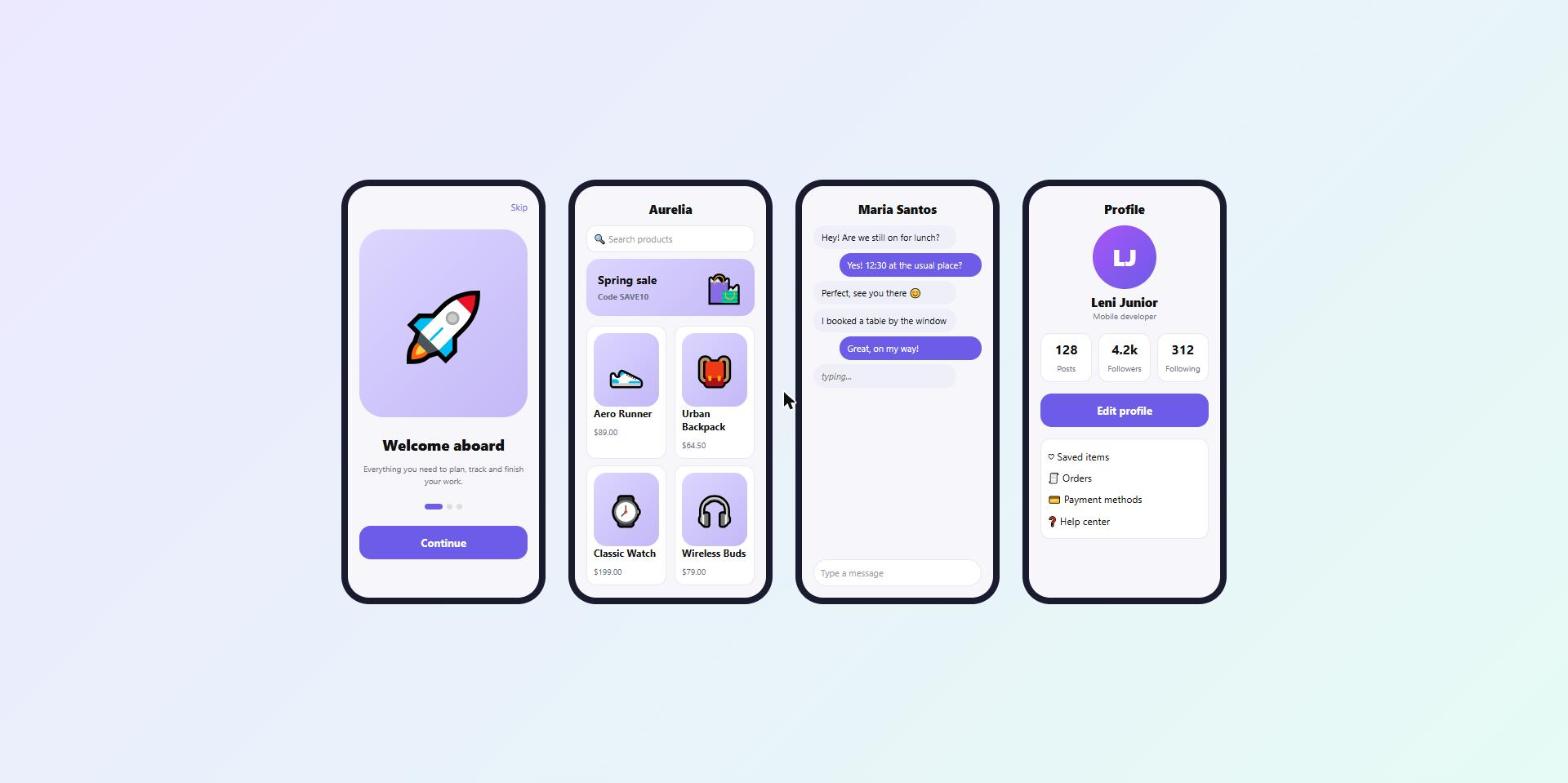 Skip
Welcome aboard
Everything you need to plan, track and finish
your work.
Continue
Aurelia
🔍 Search products
Spring sale
Code SAVE10
Aero Runner
$89.00
Urban
Backpack
$64.50
Classic Watch
$199.00
Wireless Buds
$79.00
Maria Santos
Hey! Are we still on for lunch?
Yes! 12:30 at the usual place?
Perfect, see you there 😊
I booked a table by the window
Great, on my way!
typing...
Type a message
Profile
LJ
Leni Junior
Mobile developer
128
Posts
4.2k
Followers
312
Following
Edit profile
♡ Saved items
🧾 Orders
💳 Payment methods
❓ Help center